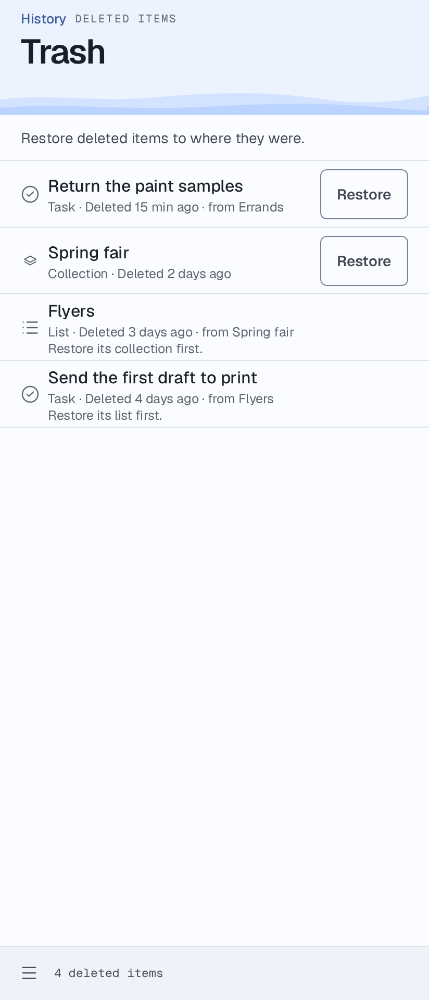 History DELETED ITEMS
Trash
Restore deleted items to where they were.
Return the paint samples
Task · Deleted 15 min ago · from Errands
Restore
Spring fair
Collection · Deleted 2 days ago
Restore
Flyers
List · Deleted 3 days ago · from Spring fair
Restore its collection first.
Send the first draft to print
Task · Deleted 4 days ago · from Flyers
Restore its list first.
4 deleted items